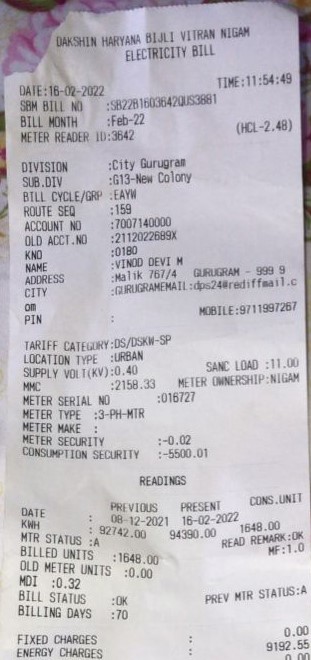 DAKSHIN HARYANA BIJLI VITRAN NIGAM
ELECTRICITY BILL
DATE:16-02-2022 TIME:11:54:49
SBM BILL NO :SB22B1603642QUS3881
BILL MONTH :Feb-22
METER READER ID:3642 (HCL-2.48)
DIVISION :City Gurugram
SUB.DIV :G13-New Colony
BILL CYCLE/GRP :EAYW
ROUTE SEQ :159
ACCOUNT NO :7007140000
OLD ACCT.NO :2112022689X
KNO :0180
NAME :VINOD DEVI M
ADDRESS :Malik 767/4 GURUGRAM - 999 9
CITY :GURUGRAMEMAIL:dps24@rediffmail.c
om
PIN : MOBILE:9711997267
TARIFF CATEGORY:DS/DSKW-SP
LOCATION TYPE :URBAN
SUPPLY VOLT(KV):0.40 SANC LOAD :11.00
MMC :2158.33 METER OWNERSHIP:NIGAM
METER SERIAL NO :016727
METER TYPE :3-PH-MTR
METER MAKE :
METER SECURITY :-0.02
CONSUMPTION SECURITY :-5500.01
READINGS
PREVIOUS PRESENT CONS.UNIT
DATE : 08-12-2021 16-02-2022
KWH : 92742.00 94390.00 1648.00
MTR STATUS :A READ REMARK:OK
BILLED UNITS :1648.00 MF:1.0
OLD METER UNITS :0.00
MDI :0.32
BILL STATUS :OK PREV MTR STATUS:A
BILLING DAYS :70
FIXED CHARGES : 0.00
ENERGY CHARGES : 9192.55
0.00